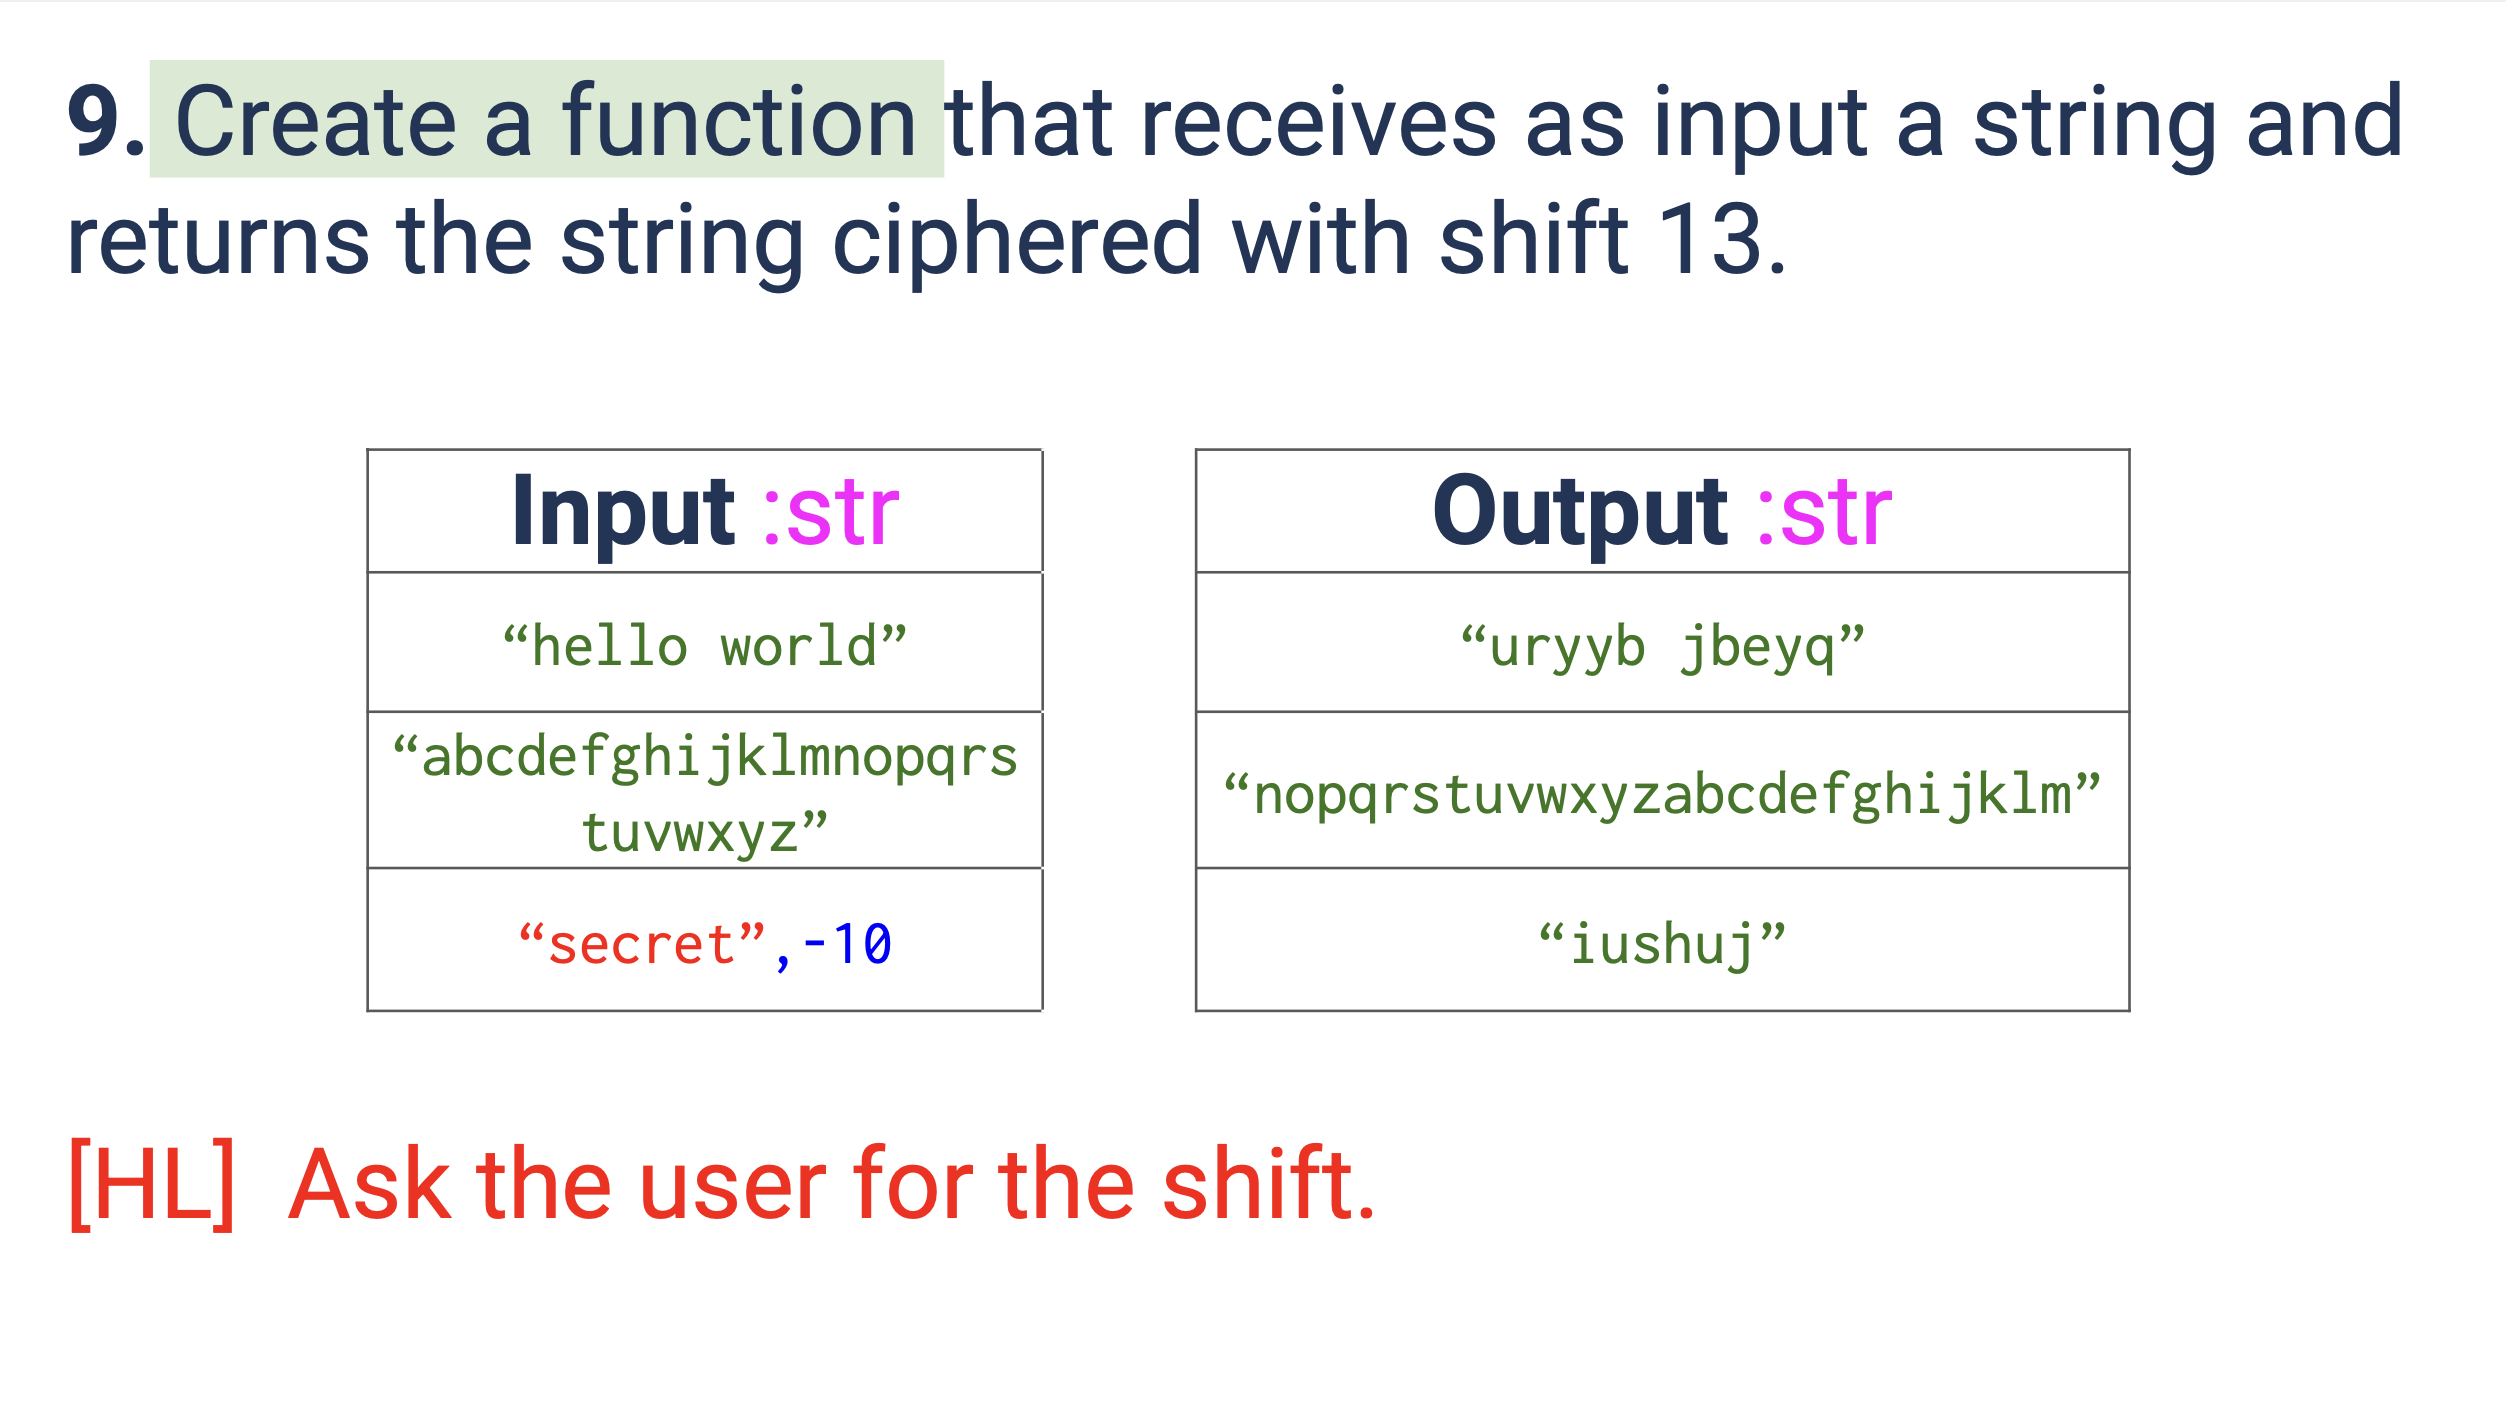 9. Create a function that receives as input a string and
returns the string ciphered with shift 13.
Input :str
Output :str
“hello world”
“uryyb jbeyq”
“abcdefghijklmnopqrs
tuvwxyz”
“nopqrstuvwxyzabcdefghijklm”
“secret”,-10
“iushuj”
[HL] Ask the user for the shift.